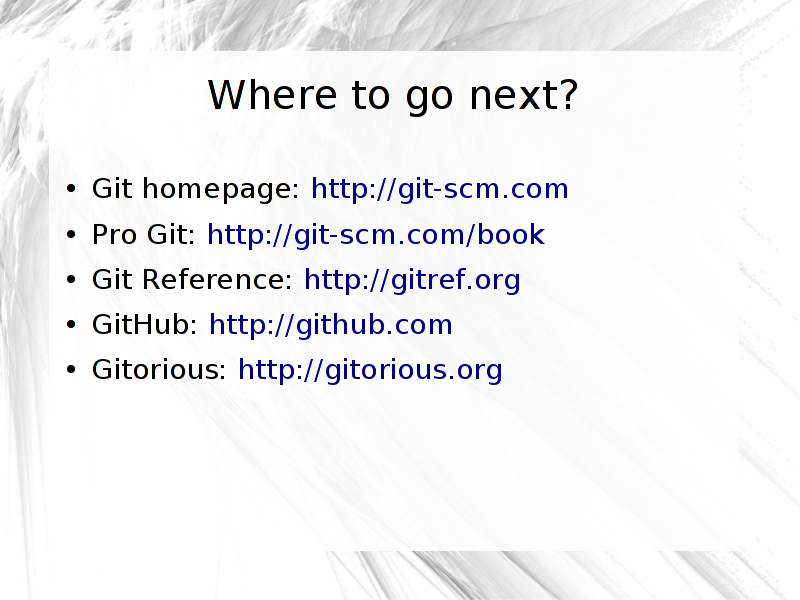 Where to go next?
• Git homepage: http://git-scm.com
• Pro Git: http://git-scm.com/book
• Git Reference: http://gitref.org
• GitHub: http://github.com
• Gitorious: http://gitorious.org